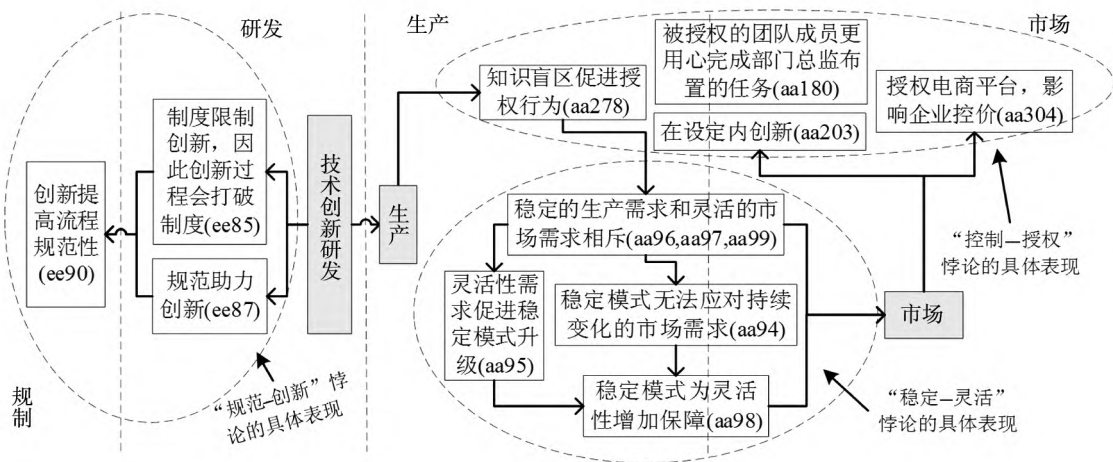 研发
生产
市场
规制
创新提
高流程
规范性
(ee90)
制度限制
创新，因
此创新过
程会打破
制度(ee85)
规范助力
创新(ee87)
技术创新研发
“规范–创新”悖
论的具体表现
生产
知识盲区促进授
权行为(aa278)
被授权的团队成员更
用心完成部门总监布
置的任务(aa180)
在设定内创新(aa203)
授权电商平台，影
响企业控价(aa304)
“控制–授权”
悖论的具体表现
稳定的生产需求和灵活的市
场需求相斥(aa96,aa97,aa99)
灵活性需
求促进稳
定模式升
级(aa95)
稳定模式无法应对持续
变化的市场需求(aa94)
稳定模式为灵活
性增加保障(aa98)
市场
“稳定–灵活”
悖论的具体表现